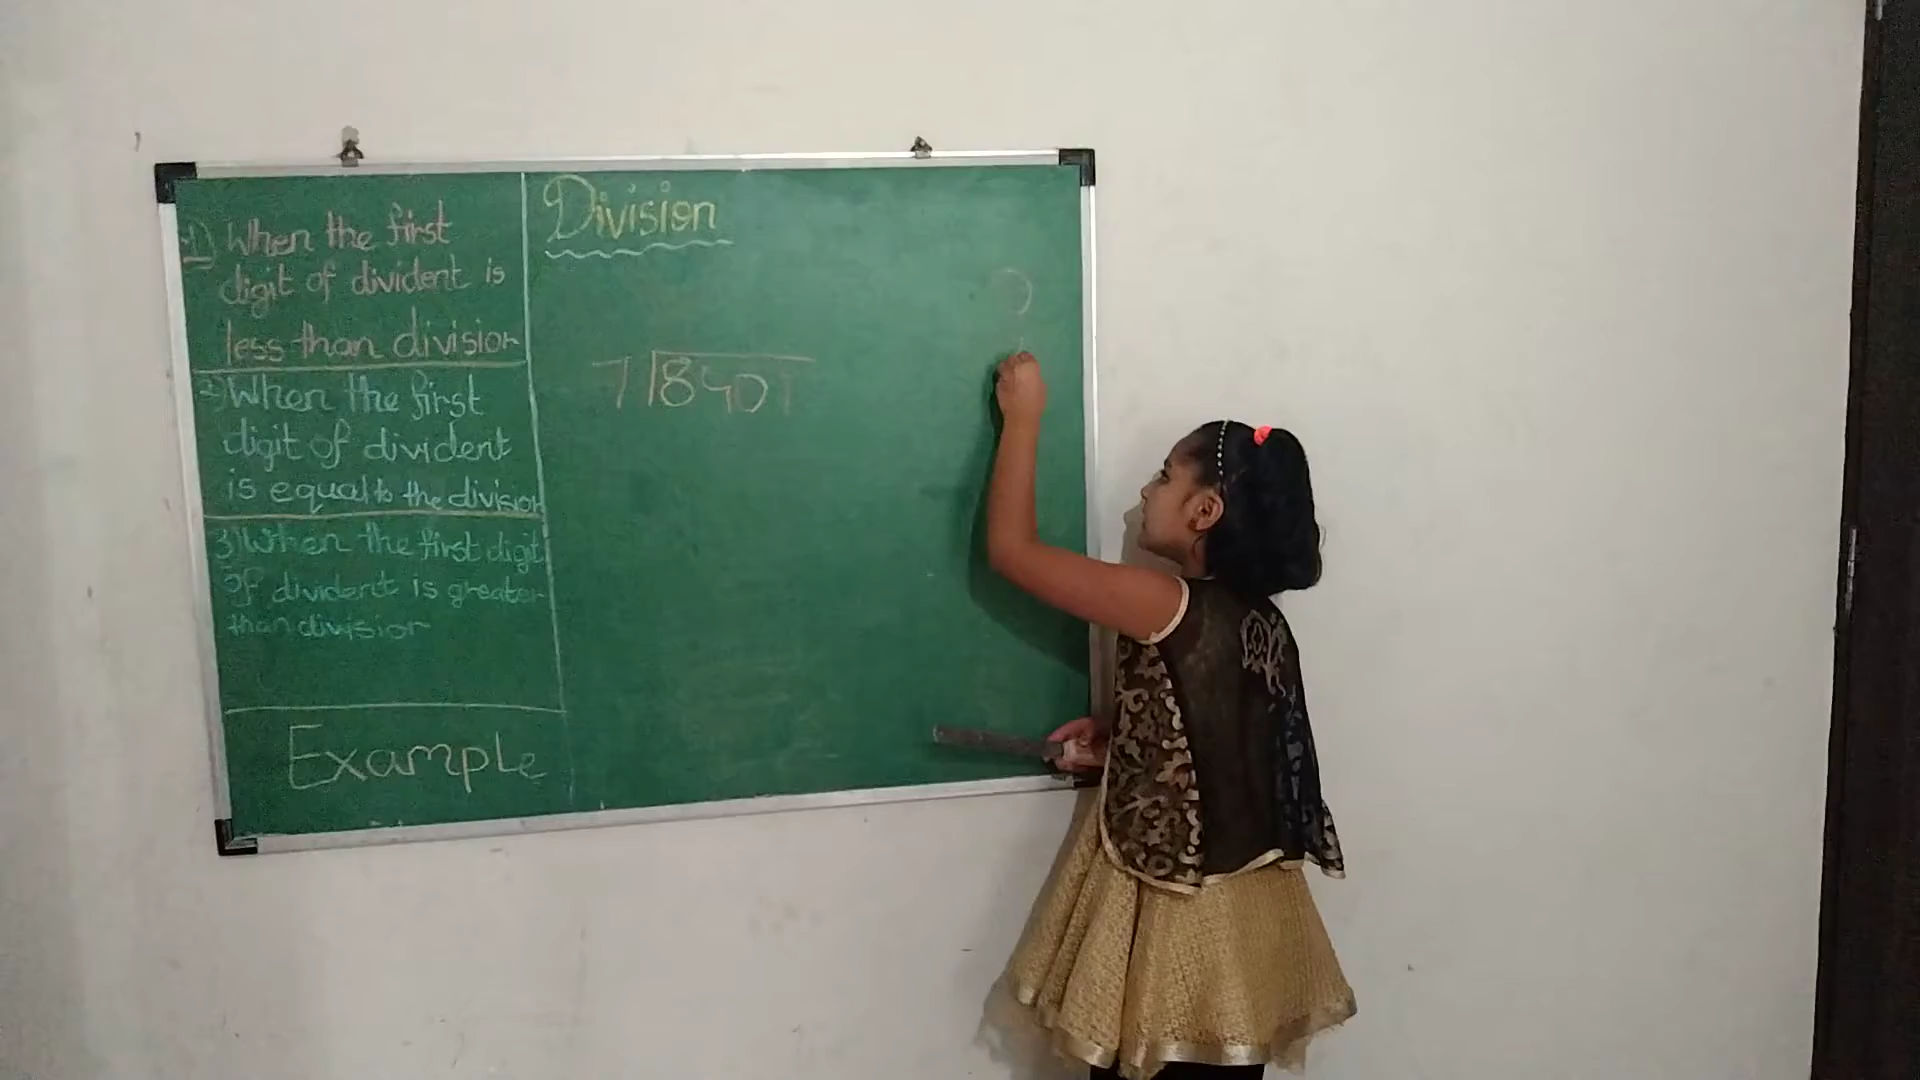 1) When the first
digit of divident is
less than division
2) When the first
digit of divident
is equal to the division
3) When the first digit
of divident is greater
than division
Example
Division
7 8401